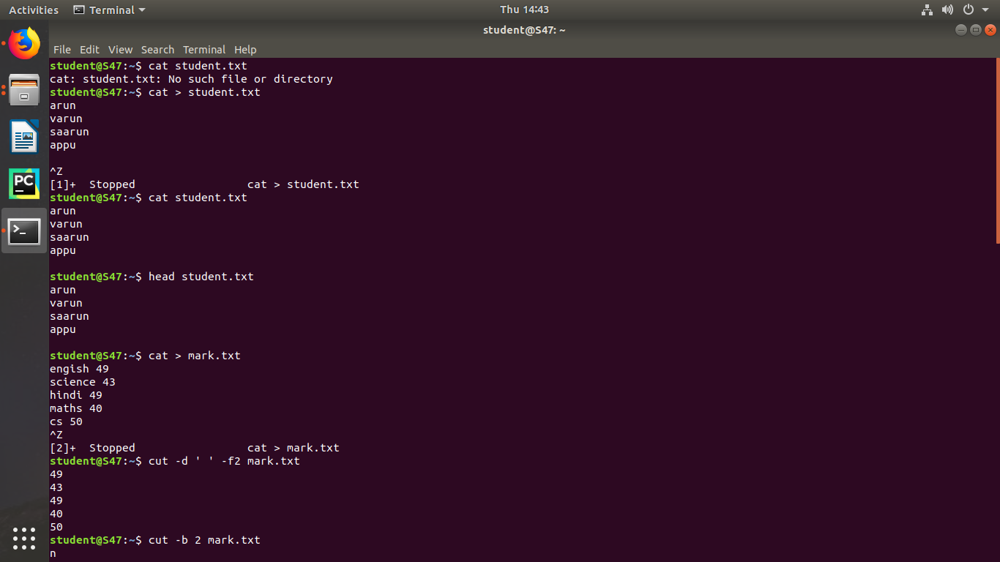 Activities Terminal Thu 14:43
student@S47: ~
File Edit View Search Terminal Help
student@S47:~$ cat student.txt
cat: student.txt: No such file or directory
student@S47:~$ cat > student.txt
arun
varun
saarun
appu
^Z
[1]+  Stopped                 cat > student.txt
student@S47:~$ cat student.txt
arun
varun
saarun
appu
student@S47:~$ head student.txt
arun
varun
saarun
appu
student@S47:~$ cat > mark.txt
engish 49
science 43
hindi 49
maths 40
cs 50
^Z
[2]+  Stopped                 cat > mark.txt
student@S47:~$ cut -d ' ' -f2 mark.txt
49
43
49
40
50
student@S47:~$ cut -b 2 mark.txt
n
PC